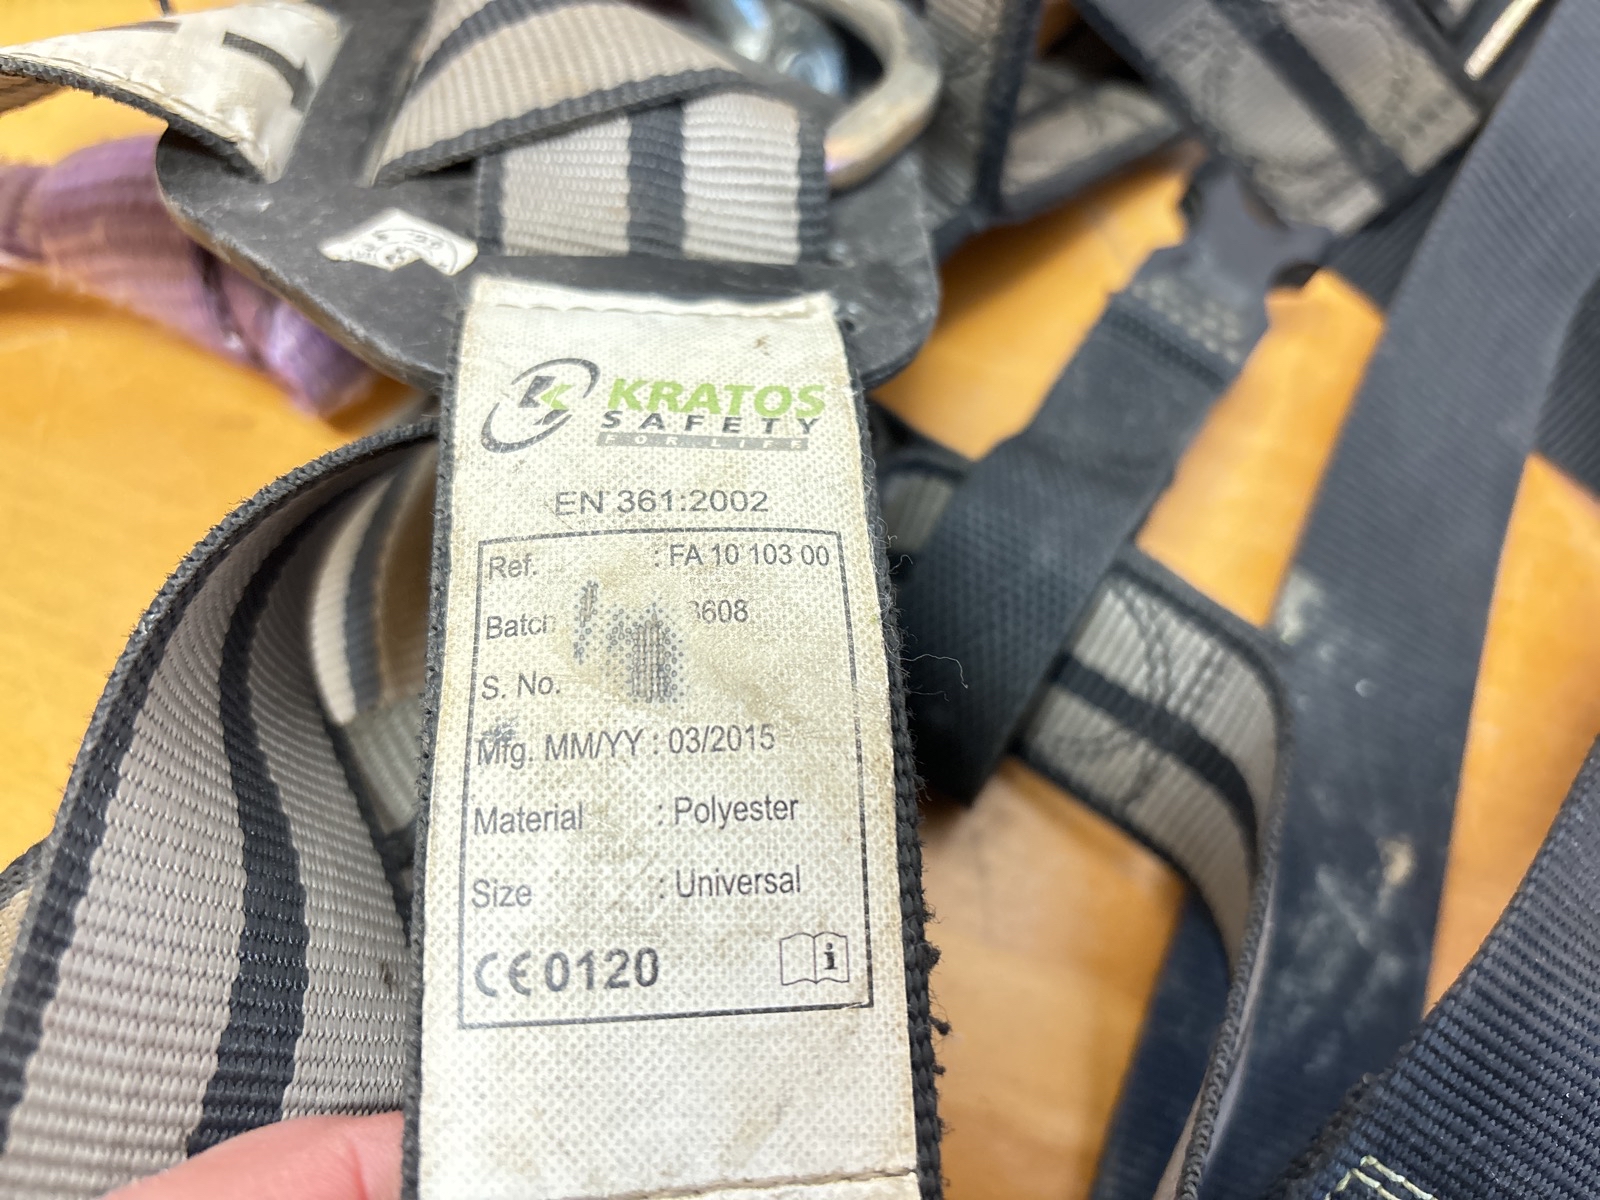 KRATOS
SAFETY
FOR LIFE
EN 361:2002
Ref. : FA 10 103 00
Batch 3608
S. No.
Mfg. MM/YY : 03/2015
Material : Polyester
Size : Universal
CE 0120
i